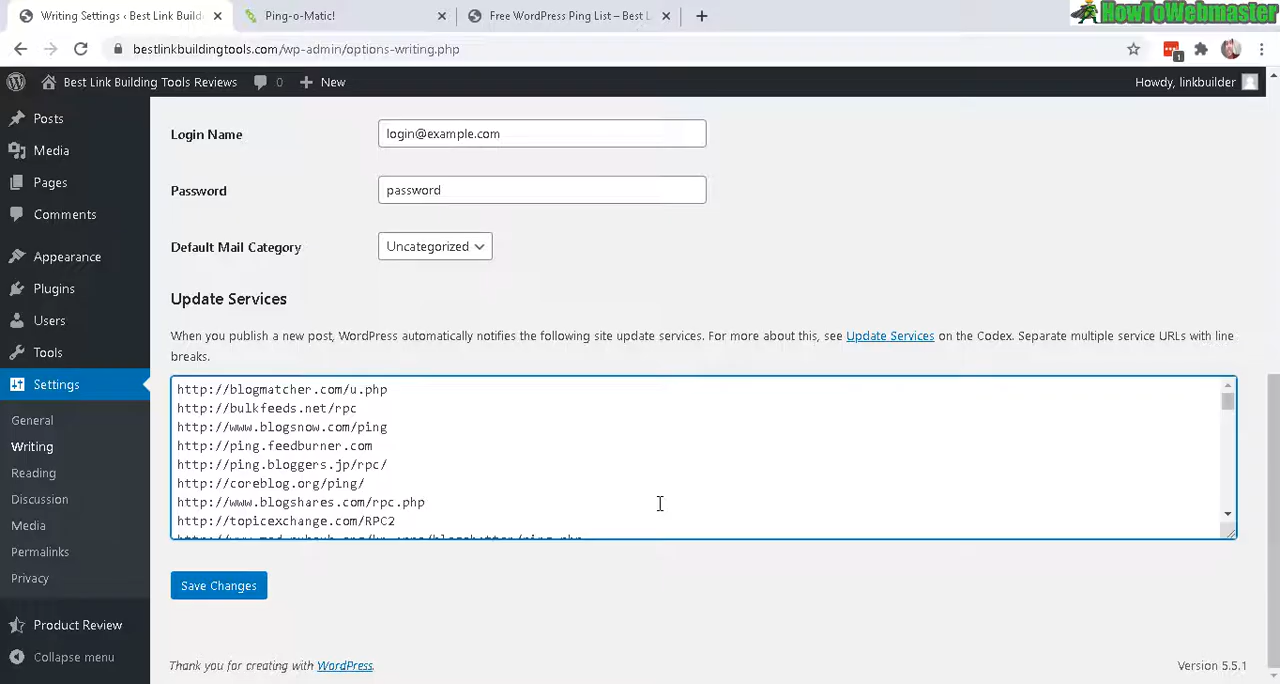 Writing Settings ‹ Best Link Build
Ping-o-Matic!
Free WordPress Ping List – Best L
HowToWebmaster
bestlinkbuildingtools.com/wp-admin/options-writing.php
1
Best Link Building Tools Reviews
0
New
Howdy, linkbuilder
Posts
Media
Pages
Comments
Appearance
Plugins
Users
Tools
Settings
General
Writing
Reading
Discussion
Media
Permalinks
Privacy
Product Review
Collapse menu
Login Name
login@example.com
Password
password
Default Mail Category
Uncategorized
Update Services
When you publish a new post, WordPress automatically notifies the following site update services. For more about this, see Update Services on the Codex. Separate multiple service URLs with line
breaks.
http://blogmatcher.com/u.php
http://bulkfeeds.net/rpc
http://www.blogsnow.com/ping
http://ping.feedburner.com
http://ping.bloggers.jp/rpc/
http://coreblog.org/ping/
http://www.blogshares.com/rpc.php
http://topicexchange.com/RPC2
Save Changes
Thank you for creating with WordPress.
Version 5.5.1